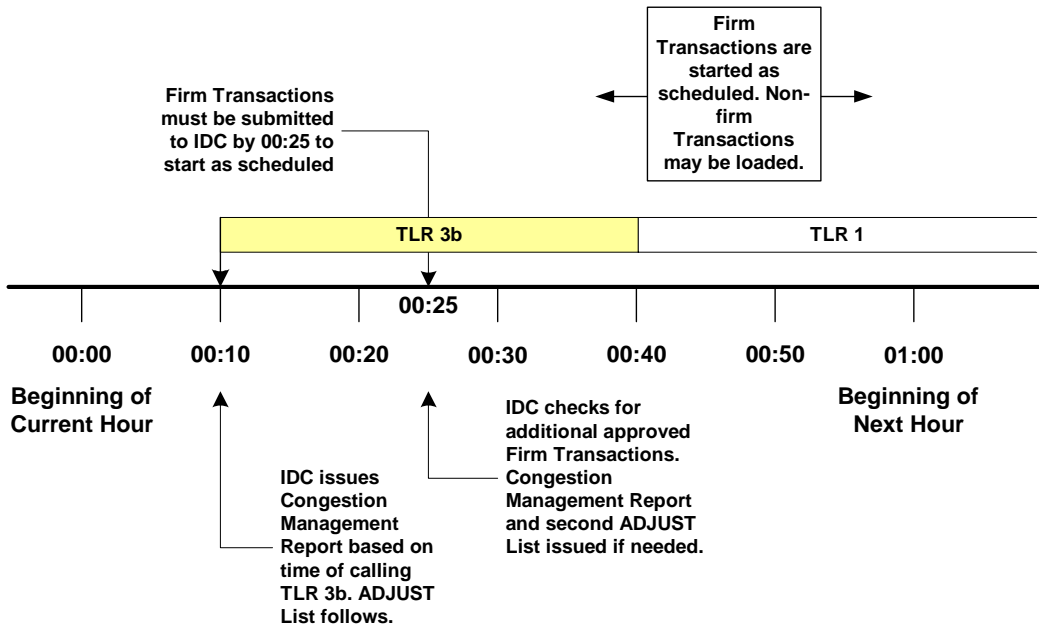 Firm
Transactions are
started as
scheduled. Non-
firm
Transactions
may be loaded.
Firm Transactions
must be submitted
to IDC by 00:25 to
start as scheduled
TLR 3b
TLR 1
00:25
00:00
00:10
00:20
00:30
00:40
00:50
01:00
Beginning of
Current Hour
Beginning of
Next Hour
IDC issues
Congestion
Management
Report based on
time of calling
TLR 3b. ADJUST
List follows.
IDC checks for
additional approved
Firm Transactions.
Congestion
Management Report
and second ADJUST
List issued if needed.